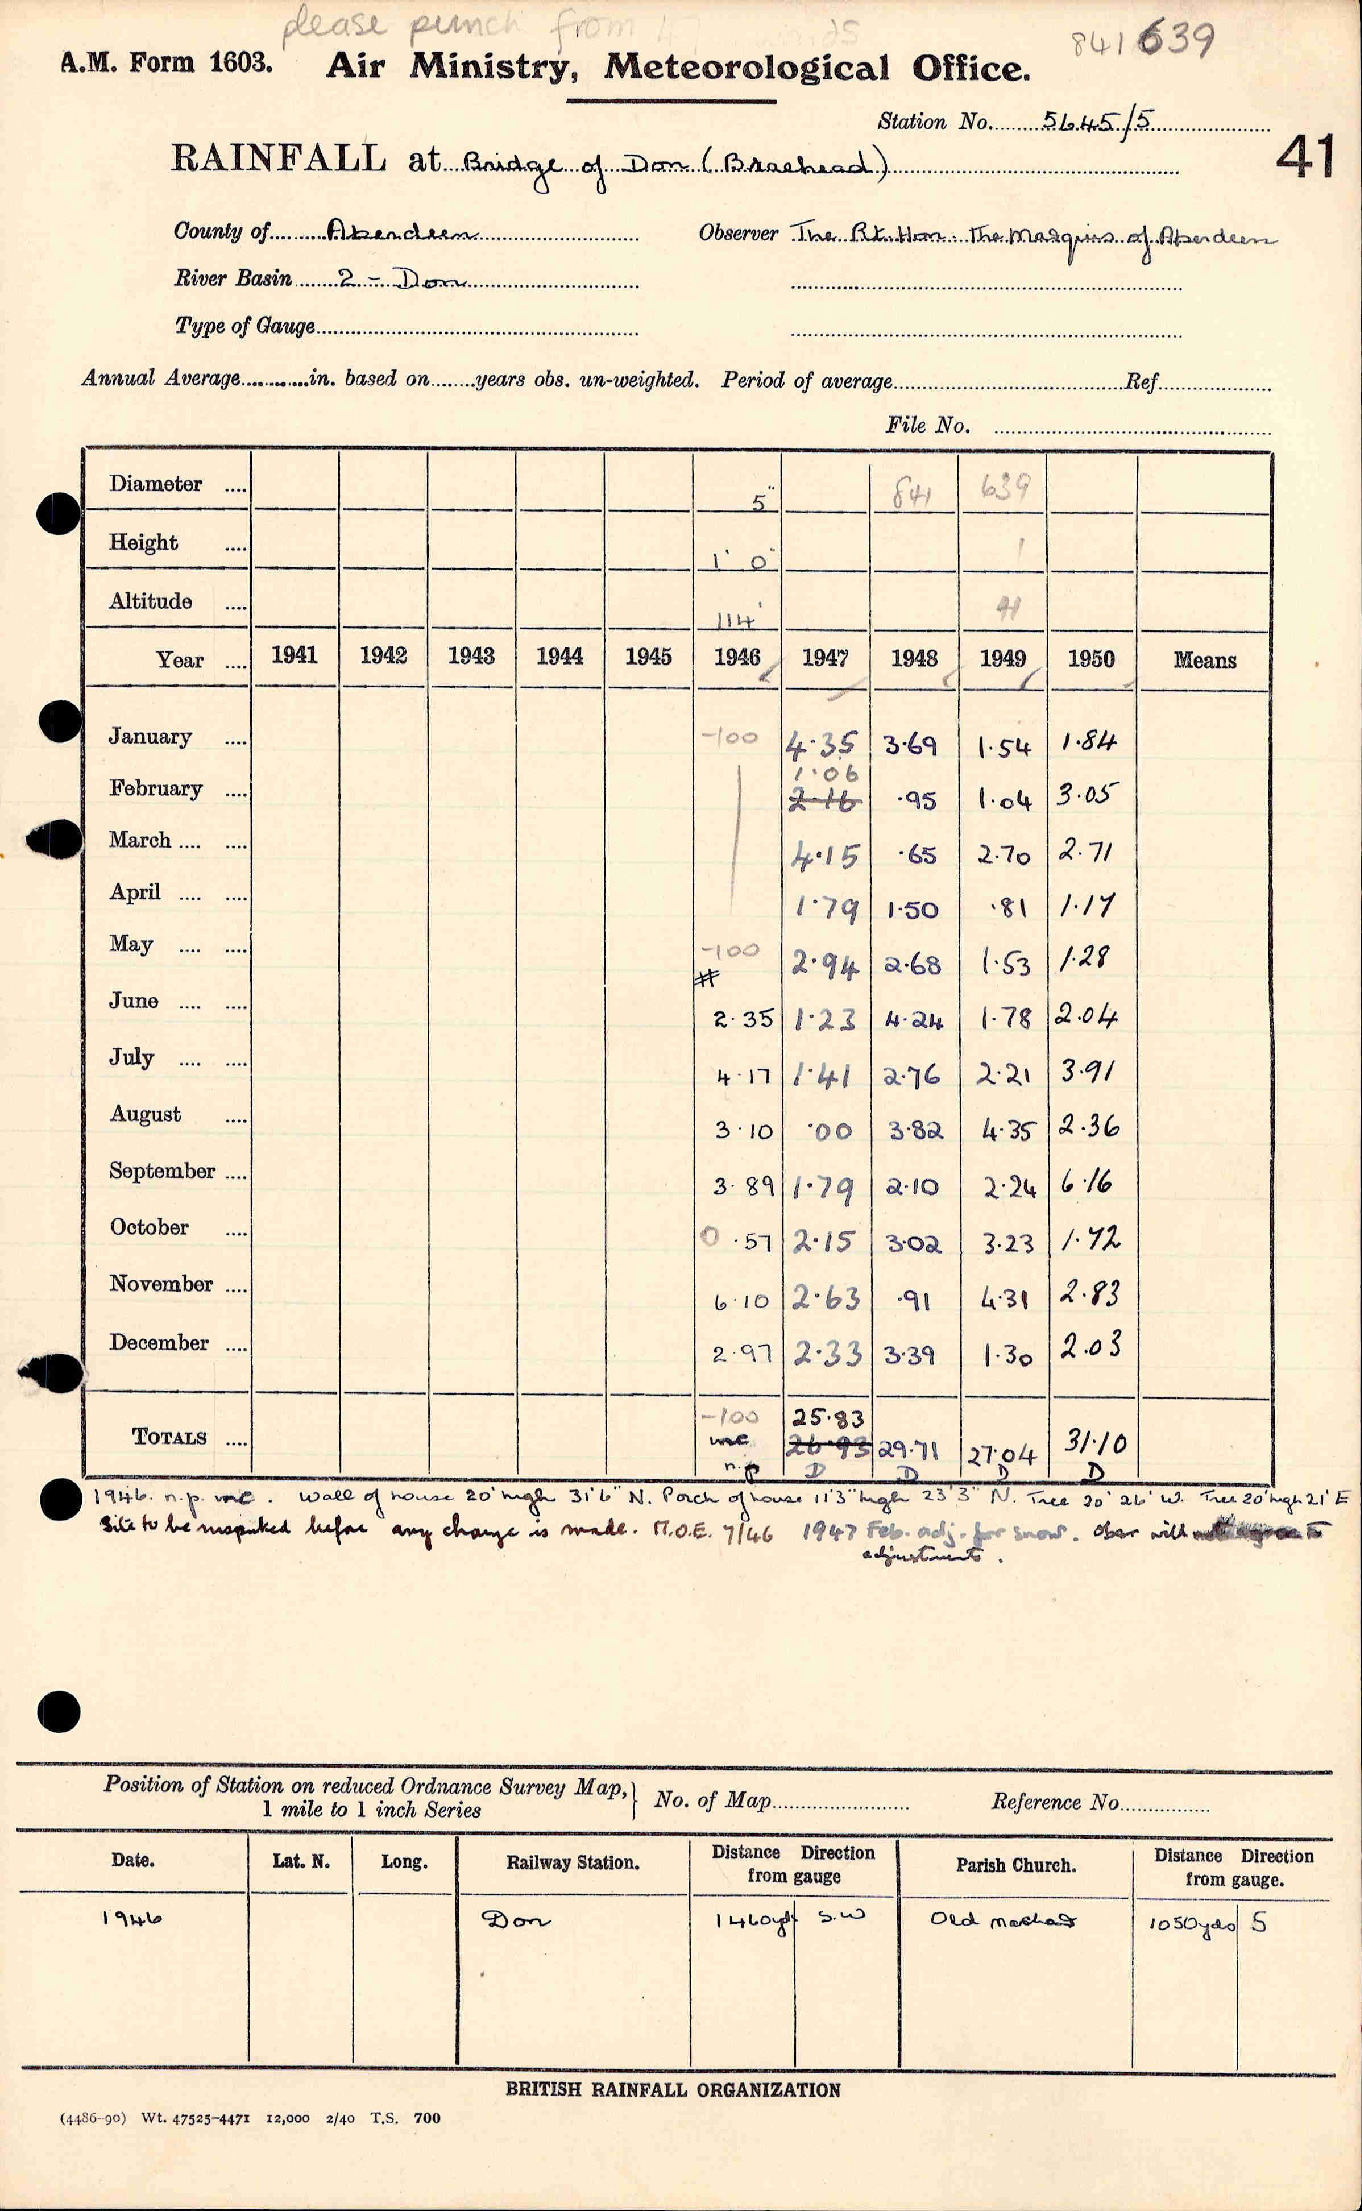 please punch from 47
841639
A.M. Form 1603. Air Ministry, Meteorological Office.
Station No. 5645/5
41
RAINFALL at Bridge of Don (Braehead)
County of Aberdeen Observer The Rt. Hon. The Marquis of Aberdeen
River Basin 2 - Don
Type of Gauge
Annual Average in. based on years obs. un-weighted. Period of average Ref.
File No.
Diameter .... 5" 841 639
Height .... 1' 0" 1
Altitude .... 114' 41
Year .... 1941 1942 1943 1944 1945 1946 1947 1948 1949 1950 Means
January .... -100 4.35 3.69 1.54 1.84
1.06
February .... 2.16 .95 1.04 3.05
March .... .... 4.15 .65 2.70 2.71
April .... .... 1.79 1.50 .81 1.17
May .... .... -100 2.94 2.68 1.53 1.28
#
June .... .... 2.35 1.23 4.24 1.78 2.04
July .... .... 4.17 1.41 2.76 2.21 3.91
August .... 3.10 .00 3.82 4.35 2.36
September .... 3.89 1.79 2.10 2.24 6.16
October .... 0.57 2.15 3.02 3.23 1.72
November .... 6.10 2.63 .91 4.31 2.83
December .... 2.97 2.33 3.39 1.30 2.03
-100 25.83
TOTALS .... inc 26.93 29.71 27.04 31.10
n.p D D D D
1946. n.p. inc. Wall of house 20' high 31'6" N. Porch of house 11'3" high 23'3" N. Tree 20' 26' W. Tree 20' high 21' E
Site to be inspected before any change is made. M.O.E. 7/46 1947 Feb. adj. for snow. Obser will
adjustments.
Position of Station on reduced Ordnance Survey Map, 1 mile to 1 inch Series } No. of Map Reference No.
Date. Lat. N. Long. Railway Station. Distance Direction from gauge Parish Church. Distance Direction from gauge.
1946 Don 1460yds S.W Old Machar 1050yds S
BRITISH RAINFALL ORGANIZATION
(4486-90) Wt. 47525-4471 12,000 2/40 T.S. 700